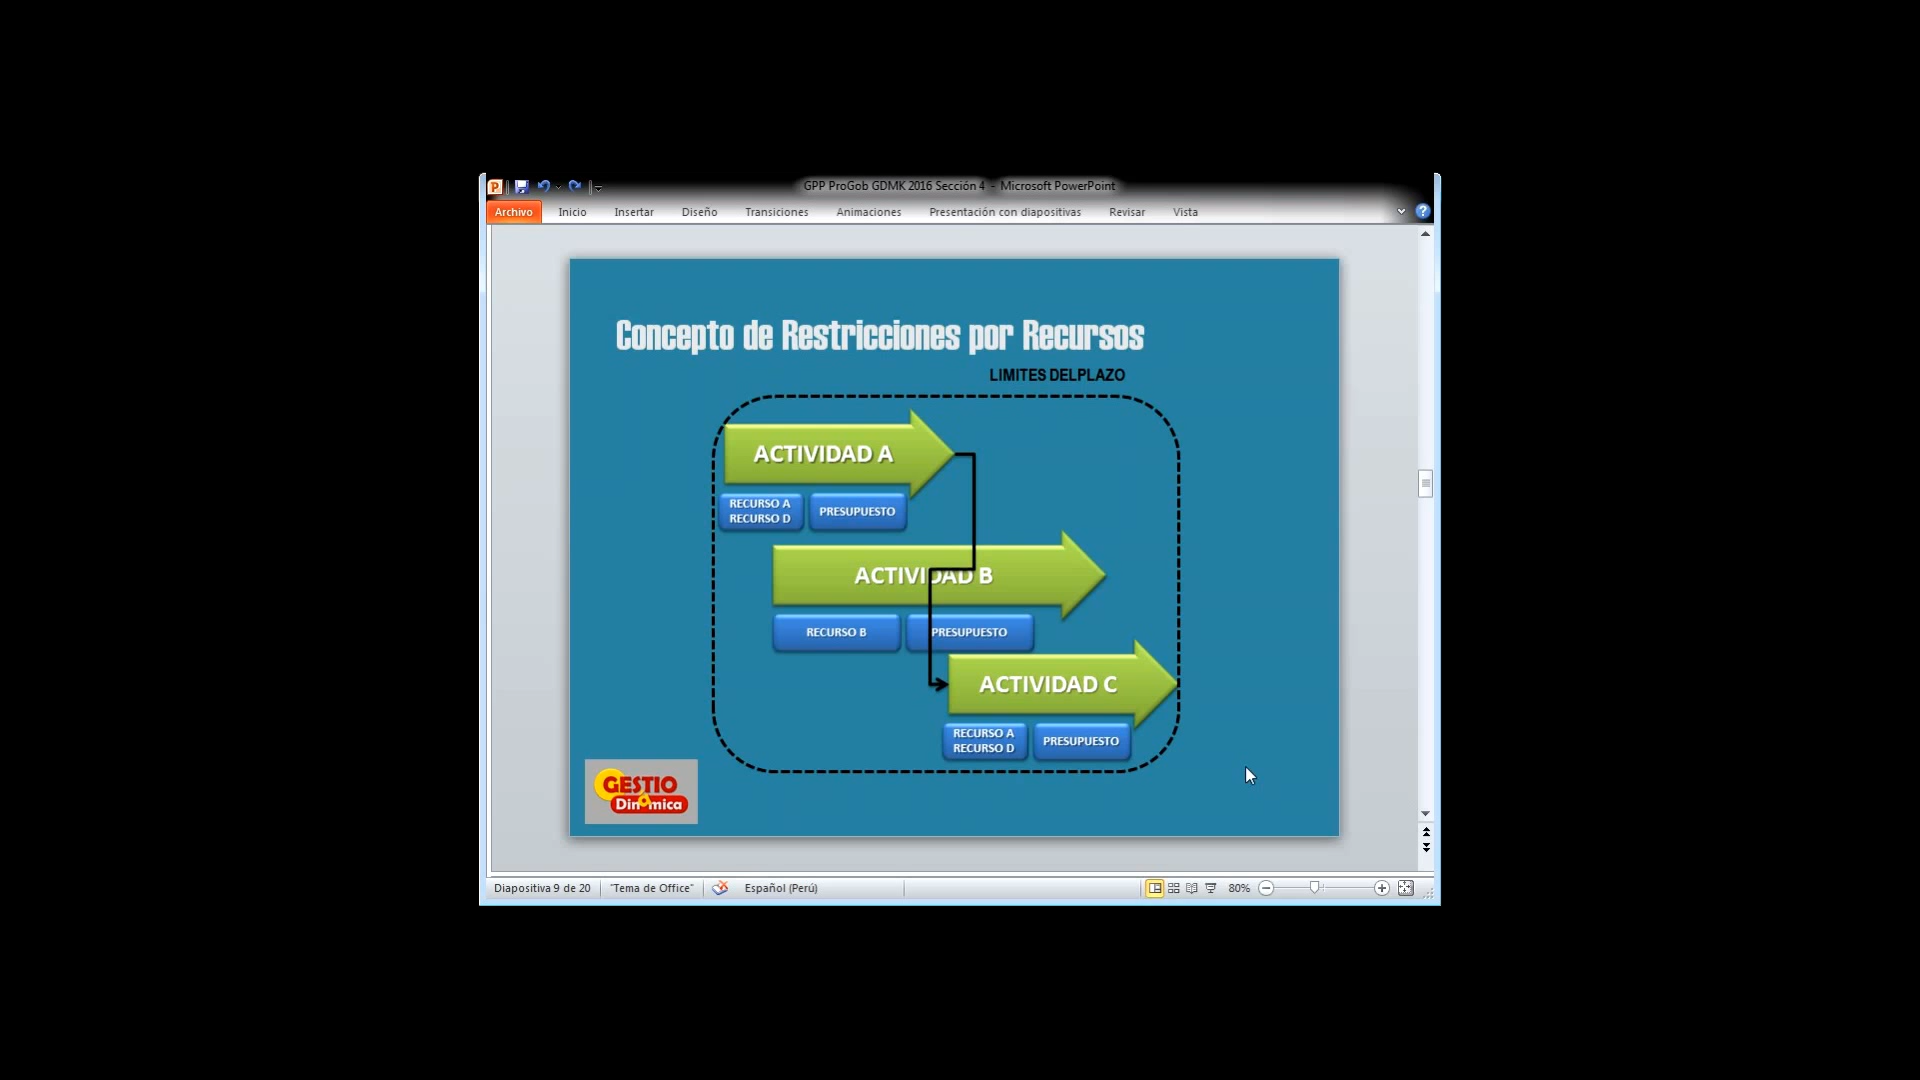 GPP ProGob GDMK 2016 Sección 4 - Microsoft PowerPoint
Archivo Inicio Insertar Diseño Transiciones Animaciones Presentación con diapositivas Revisar Vista
Concepto de Restricciones por Recursos
LIMITES DELPLAZO
ACTIVIDAD A
RECURSO A
RECURSO D
PRESUPUESTO
ACTIVIDAD B
RECURSO B
PRESUPUESTO
ACTIVIDAD C
RECURSO A
RECURSO D
PRESUPUESTO
GESTIO
Dinámica
Diapositiva 9 de 20 "Tema de Office" Español (Perú) 80%